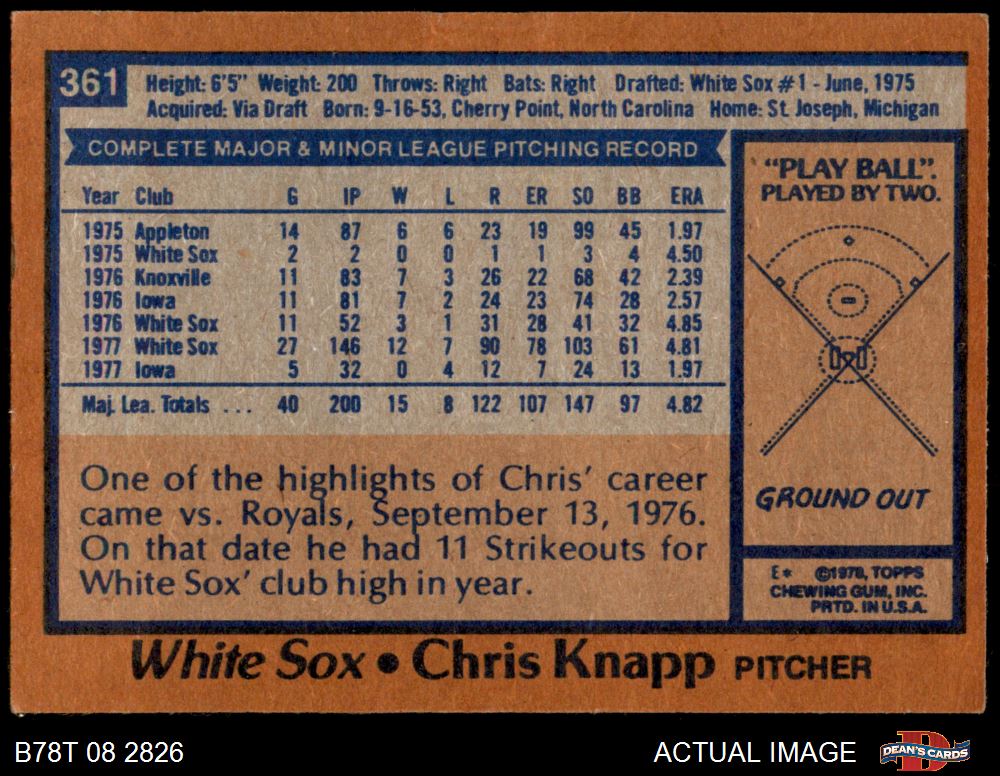 361
Height: 6'5" Weight: 200 Throws: Right Bats: Right Drafted: White Sox #1 - June, 1975
Acquired: Via Draft Born: 9-16-53, Cherry Point, North Carolina Home: St. Joseph, Michigan
COMPLETE MAJOR & MINOR LEAGUE PITCHING RECORD
Year Club G IP W L R ER SO BB ERA
1975 Appleton 14 87 6 6 23 19 99 45 1.97
1975 White Sox 2 2 0 0 1 1 3 4 4.50
1976 Knoxville 11 83 7 3 26 22 68 42 2.39
1976 Iowa 11 81 7 2 24 23 74 28 2.57
1976 White Sox 11 52 3 1 31 28 41 32 4.85
1977 White Sox 27 146 12 7 90 78 103 61 4.81
1977 Iowa 5 32 0 4 12 7 24 13 1.97
Maj. Lea. Totals ... 40 200 15 8 122 107 147 97 4.82
One of the highlights of Chris' career
came vs. Royals, September 13, 1976.
On that date he had 11 Strikeouts for
White Sox' club high in year.
"PLAY BALL".
PLAYED BY TWO.
GROUND OUT
E* ©1978, TOPPS
CHEWING GUM, INC.
PRTD. IN U.S.A.
White Sox • Chris Knapp PITCHER
B78T 08 2826
ACTUAL IMAGE
DEAN'S CARDS